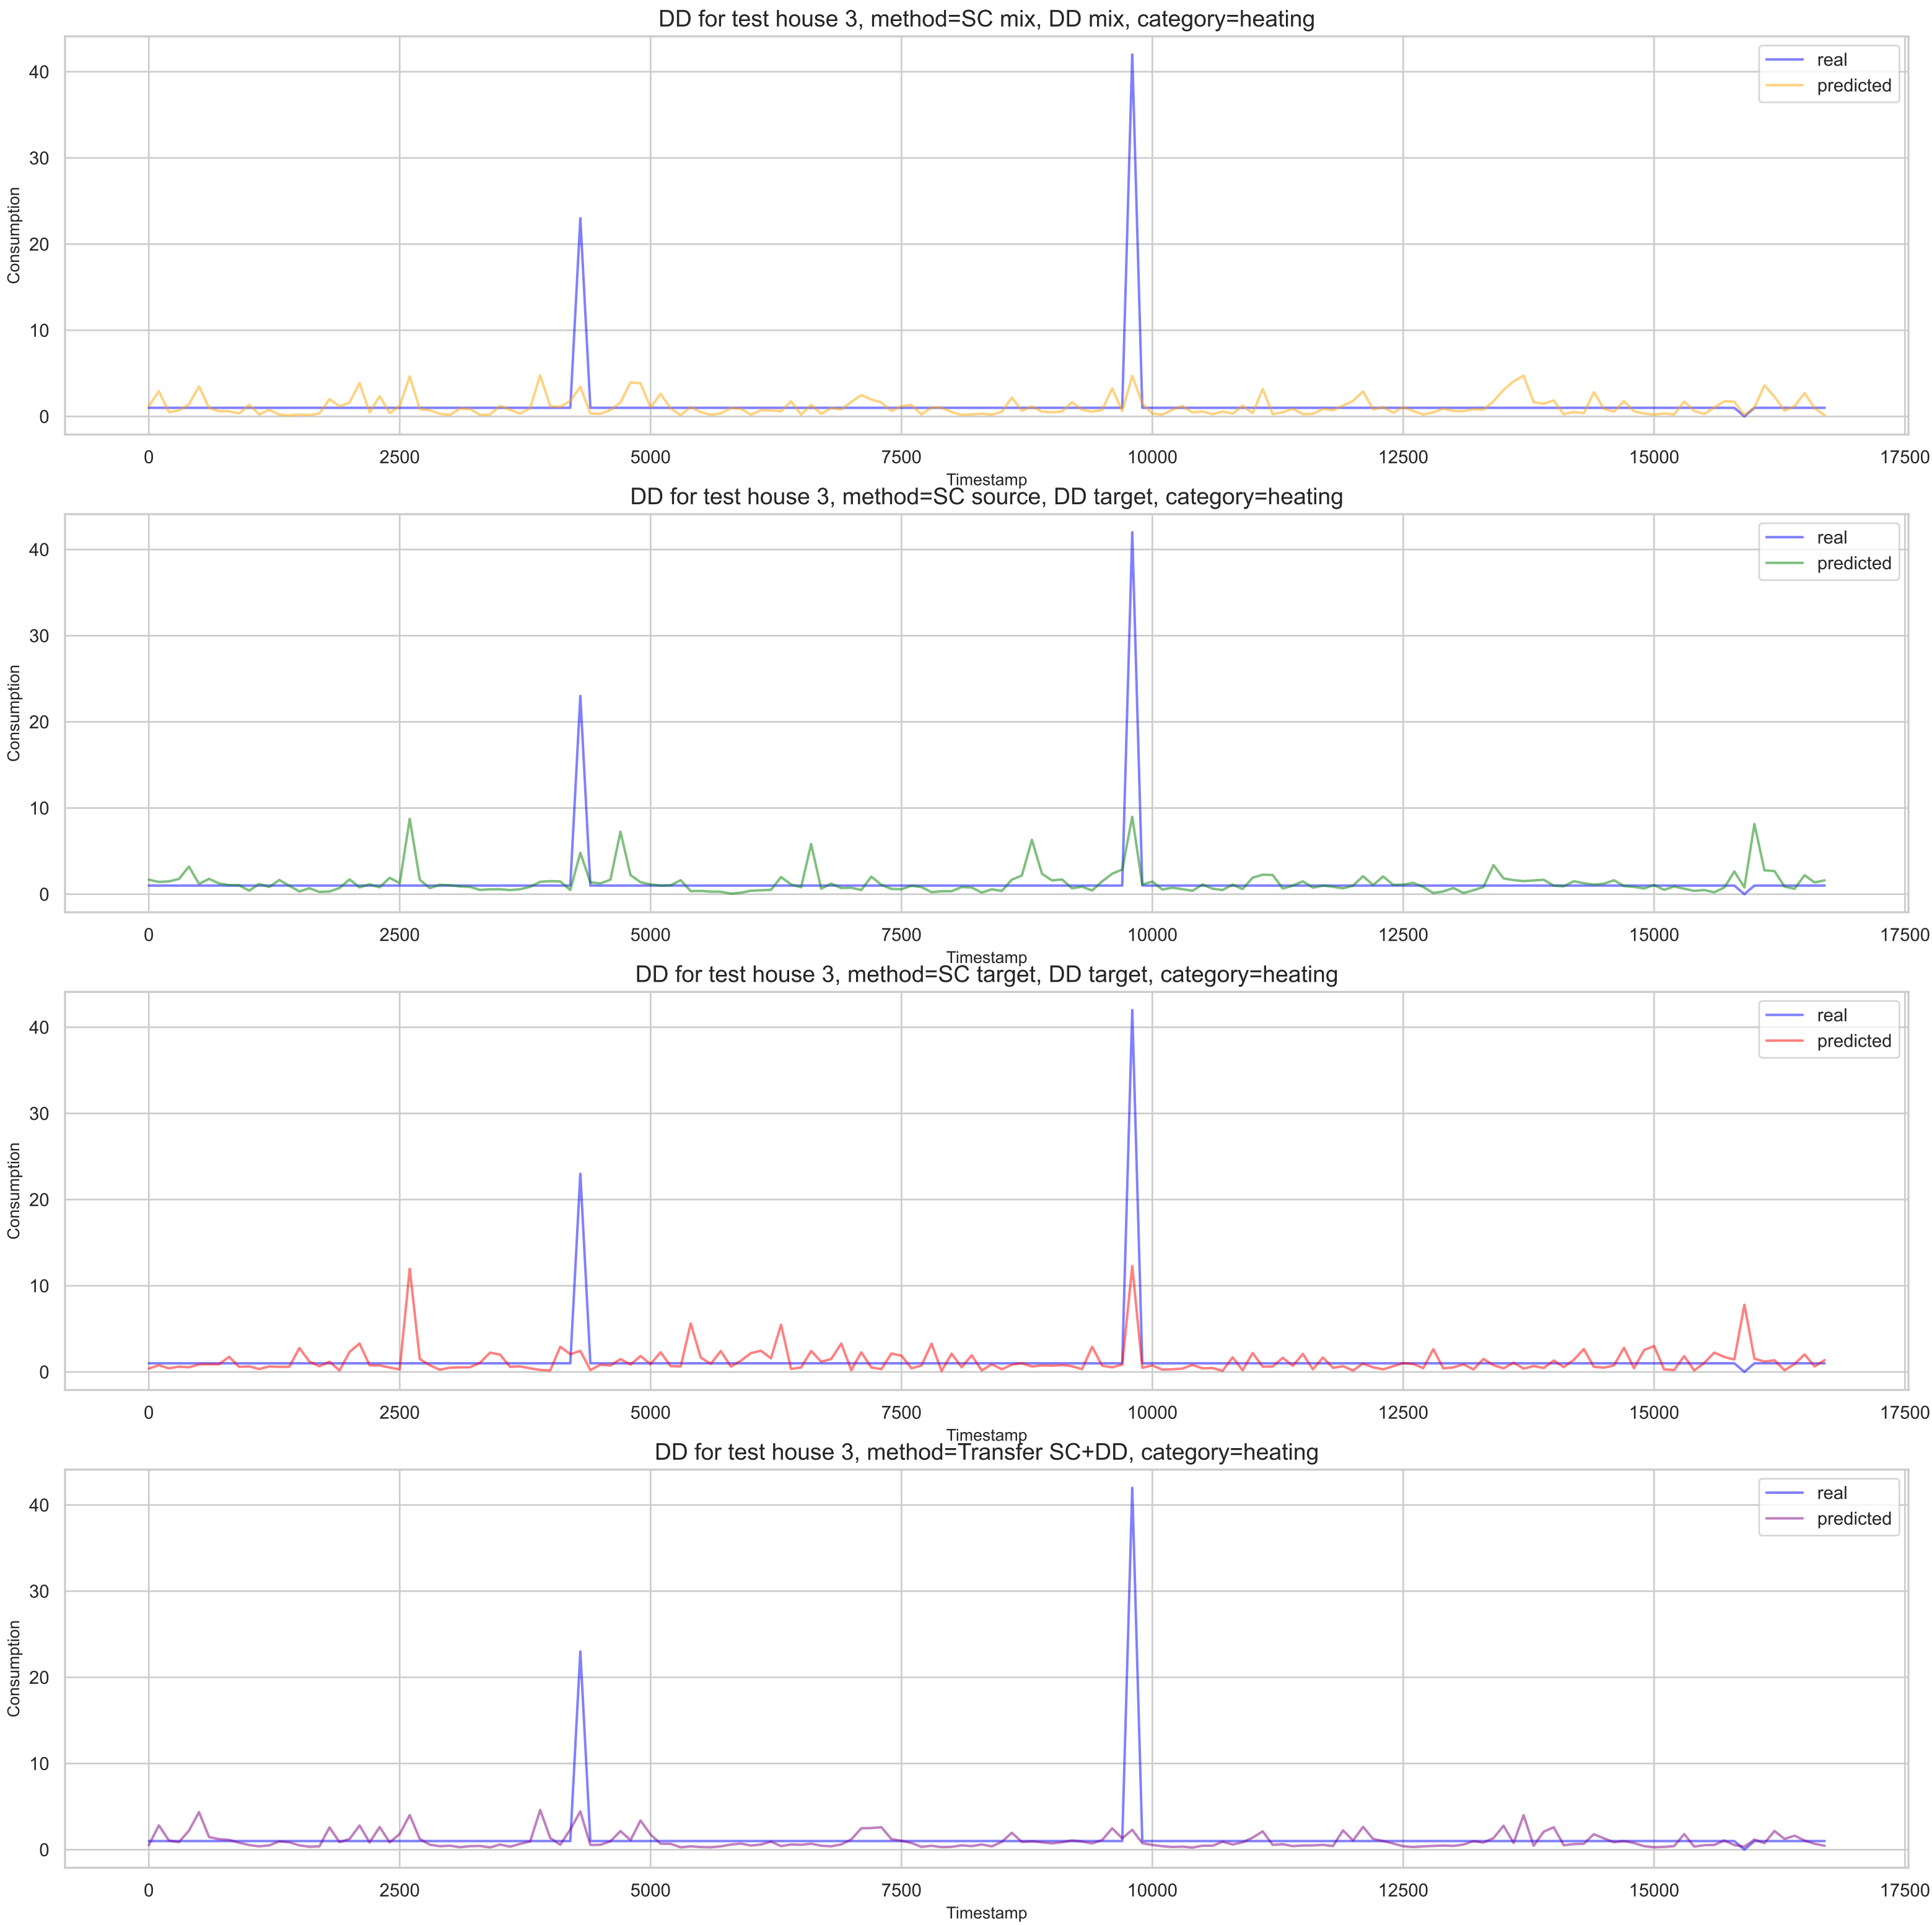 DD for test house 3, method=SC mix, DD mix, category=heating
real
predicted
40
30
20
10
0
Consumption
0 2500 5000 7500 10000 12500 15000 17500
Timestamp
DD for test house 3, method=SC source, DD target, category=heating
real
predicted
40
30
20
10
0
Consumption
0 2500 5000 7500 10000 12500 15000 17500
Timestamp
DD for test house 3, method=SC target, DD target, category=heating
real
predicted
40
30
20
10
0
Consumption
0 2500 5000 7500 10000 12500 15000 17500
Timestamp
DD for test house 3, method=Transfer SC+DD, category=heating
real
predicted
40
30
20
10
0
Consumption
0 2500 5000 7500 10000 12500 15000 17500
Timestamp